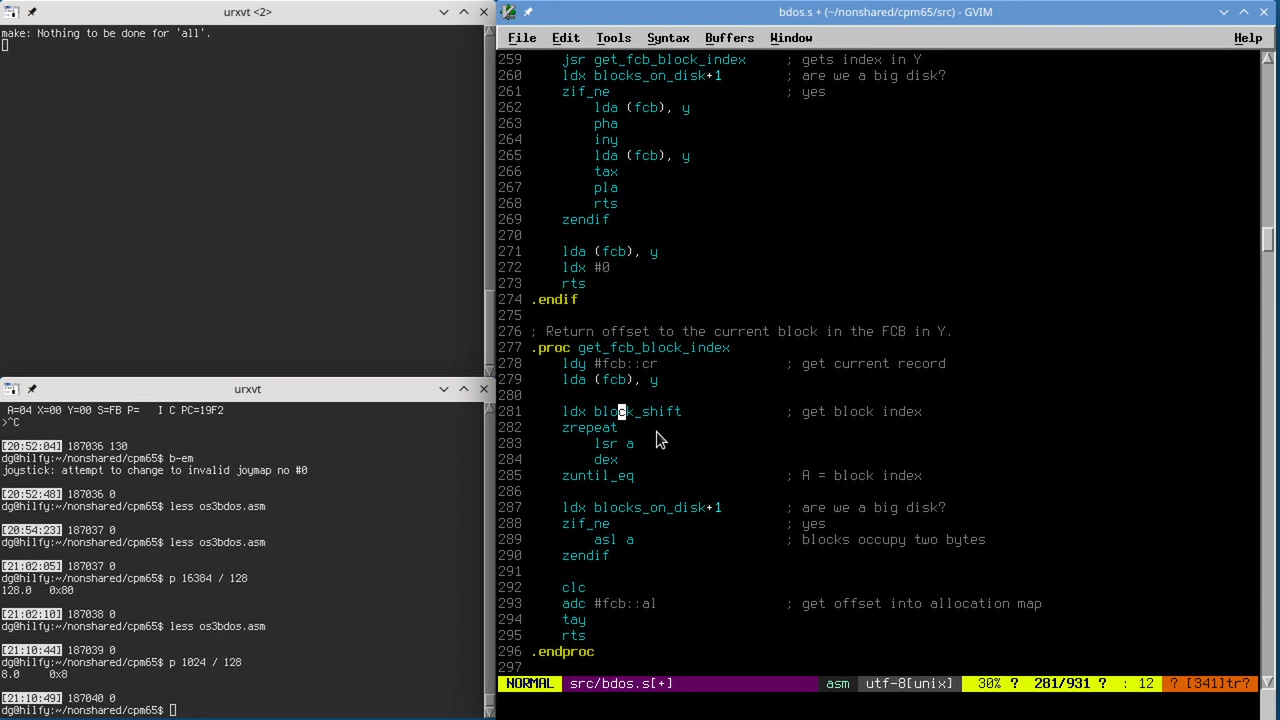 urxvt <2>
make: Nothing to be done for 'all'.
urxvt
A=04 X=00 Y=00 S=FB P=   I C PC=19F2
>^C
[20:52:04] 187036 130
dg@hilfy:~/nonshared/cpm65$ b-em
joystick: attempt to change to invalid joymap no #0
[20:52:48] 187036 0
dg@hilfy:~/nonshared/cpm65$ less os3bdos.asm
[20:54:23] 187037 0
dg@hilfy:~/nonshared/cpm65$ less os3bdos.asm
[21:02:05] 187037 0
dg@hilfy:~/nonshared/cpm65$ p 16384 / 128
128.0   0x80
[21:02:10] 187038 0
dg@hilfy:~/nonshared/cpm65$ less os3bdos.asm
[21:10:44] 187039 0
dg@hilfy:~/nonshared/cpm65$ p 1024 / 128
8.0     0x8
[21:10:49] 187040 0
dg@hilfy:~/nonshared/cpm65$
bdos.s + (~/nonshared/cpm65/src) - GVIM
File Edit Tools Syntax Buffers Window Help
259     jsr get_fcb_block_index     ; gets index in Y
260     ldx blocks_on_disk+1        ; are we a big disk?
261     zif_ne                      ; yes
262         lda (fcb), y
263         pha
264         iny
265         lda (fcb), y
266         tax
267         pla
268         rts
269     zendif
270
271     lda (fcb), y
272     ldx #0
273     rts
274 .endif
275
276 ; Return offset to the current block in the FCB in Y.
277 .proc get_fcb_block_index
278     ldy #fcb::cr                ; get current record
279     lda (fcb), y
280
281     ldx block_shift             ; get block index
282     zrepeat
283         lsr a
284         dex
285     zuntil_eq                   ; A = block index
286
287     ldx blocks_on_disk+1        ; are we a big disk?
288     zif_ne                      ; yes
289         asl a                   ; blocks occupy two bytes
290     zendif
291
292     clc
293     adc #fcb::al                ; get offset into allocation map
294     tay
295     rts
296 .endproc
297
NORMAL src/bdos.s[+] asm utf-8[unix] 30% ? 281/931 ? : 12 ? [341]tr?